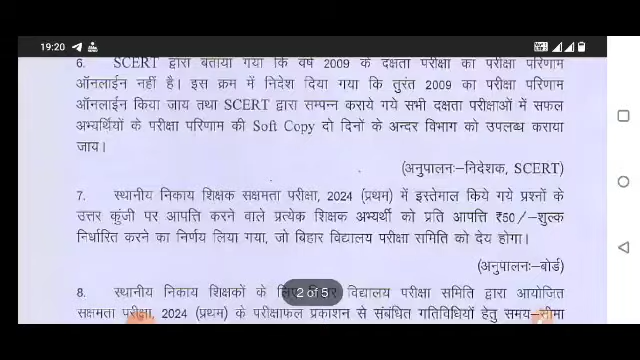 19:20
6. SCERT द्वारा बताया गया कि वर्ष 2009 के दक्षता परीक्षा का परीक्षा परिणाम
ऑनलाईन नहीं है। इस क्रम में निदेश दिया गया कि तुरंत 2009 का परीक्षा परिणाम
ऑनलाईन किया जाय तथा SCERT द्वारा सम्पन्न कराये गये सभी दक्षता परीक्षाओं में सफल
अभ्यर्थियों के परीक्षा परिणाम की Soft Copy दो दिनों के अन्दर विभाग को उपलब्ध कराया
जाय।
(अनुपालनः-निदेशक, SCERT)
7. स्थानीय निकाय शिक्षक सक्षमता परीक्षा, 2024 (प्रथम) में इस्तेमाल किये गये प्रश्नों के
उत्तर कुंजी पर आपत्ति करने वाले प्रत्येक शिक्षक अभ्यर्थी को प्रति आपत्ति ₹50/-शुल्क
निर्धारित करने का निर्णय लिया गया, जो बिहार विद्यालय परीक्षा समिति को देय होगा।
(अनुपालनः-बोर्ड)
8. स्थानीय निकाय शिक्षकों के विद्यालय परीक्षा समिति द्वारा आयोजित
2 of 5
सक्षमता परीक्षा, 2024 (प्रथम) के परीक्षाफल प्रकाशन से संबंधित गतिविधियों हेतु समय-सीमा